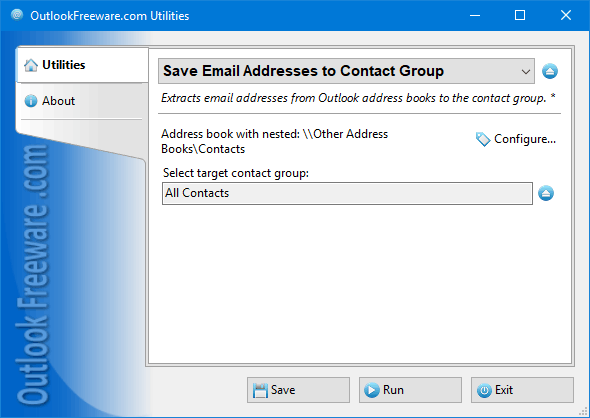 OutlookFreeware.com Utilities
Utilities
About
Save Email Addresses to Contact Group
Extracts email addresses from Outlook address books to the contact group. *
Address book with nested: \\Other Address
Books\Contacts
Configure...
Select target contact group:
All Contacts
Outlook Freeware .com
Save
Run
Exit